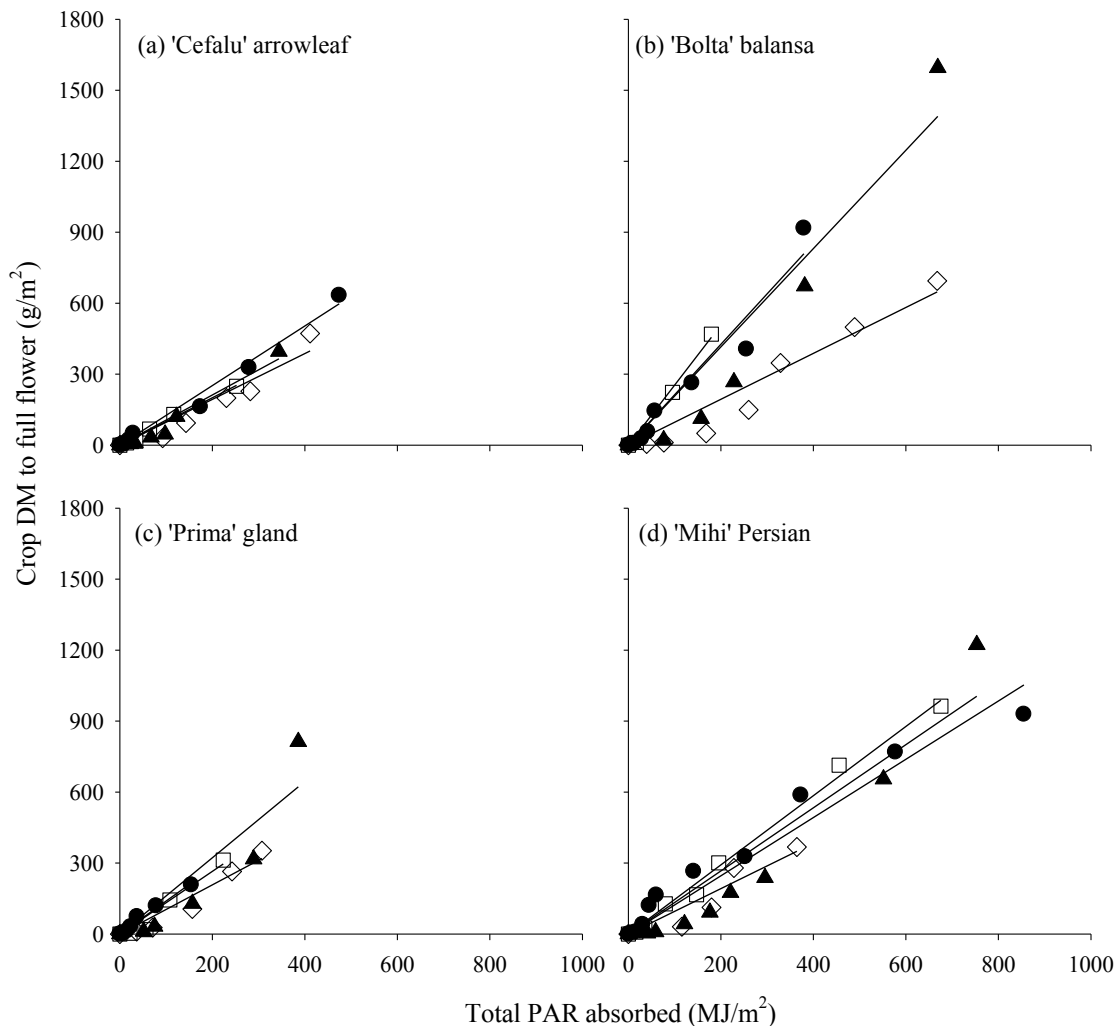 1800
1500
1200
900
600
300
0
(a) 'Cefalu' arrowleaf
(b) 'Bolta' balansa
1800
1500
1200
900
600
300
0
0 200 400 600 800 1000
(c) 'Prima' gland
0 200 400 600 800 1000
(d) 'Mihi' Persian
Crop DM to full flower (g/m²)
Total PAR absorbed (MJ/m²)